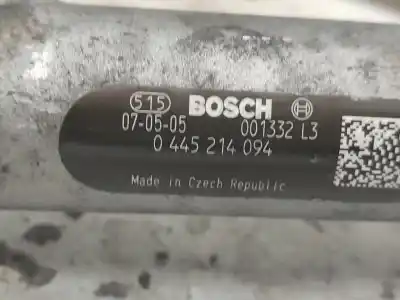 515 BOSCH
07-05-05 001332 L3
0 445 214 094
Made in Czech Republic